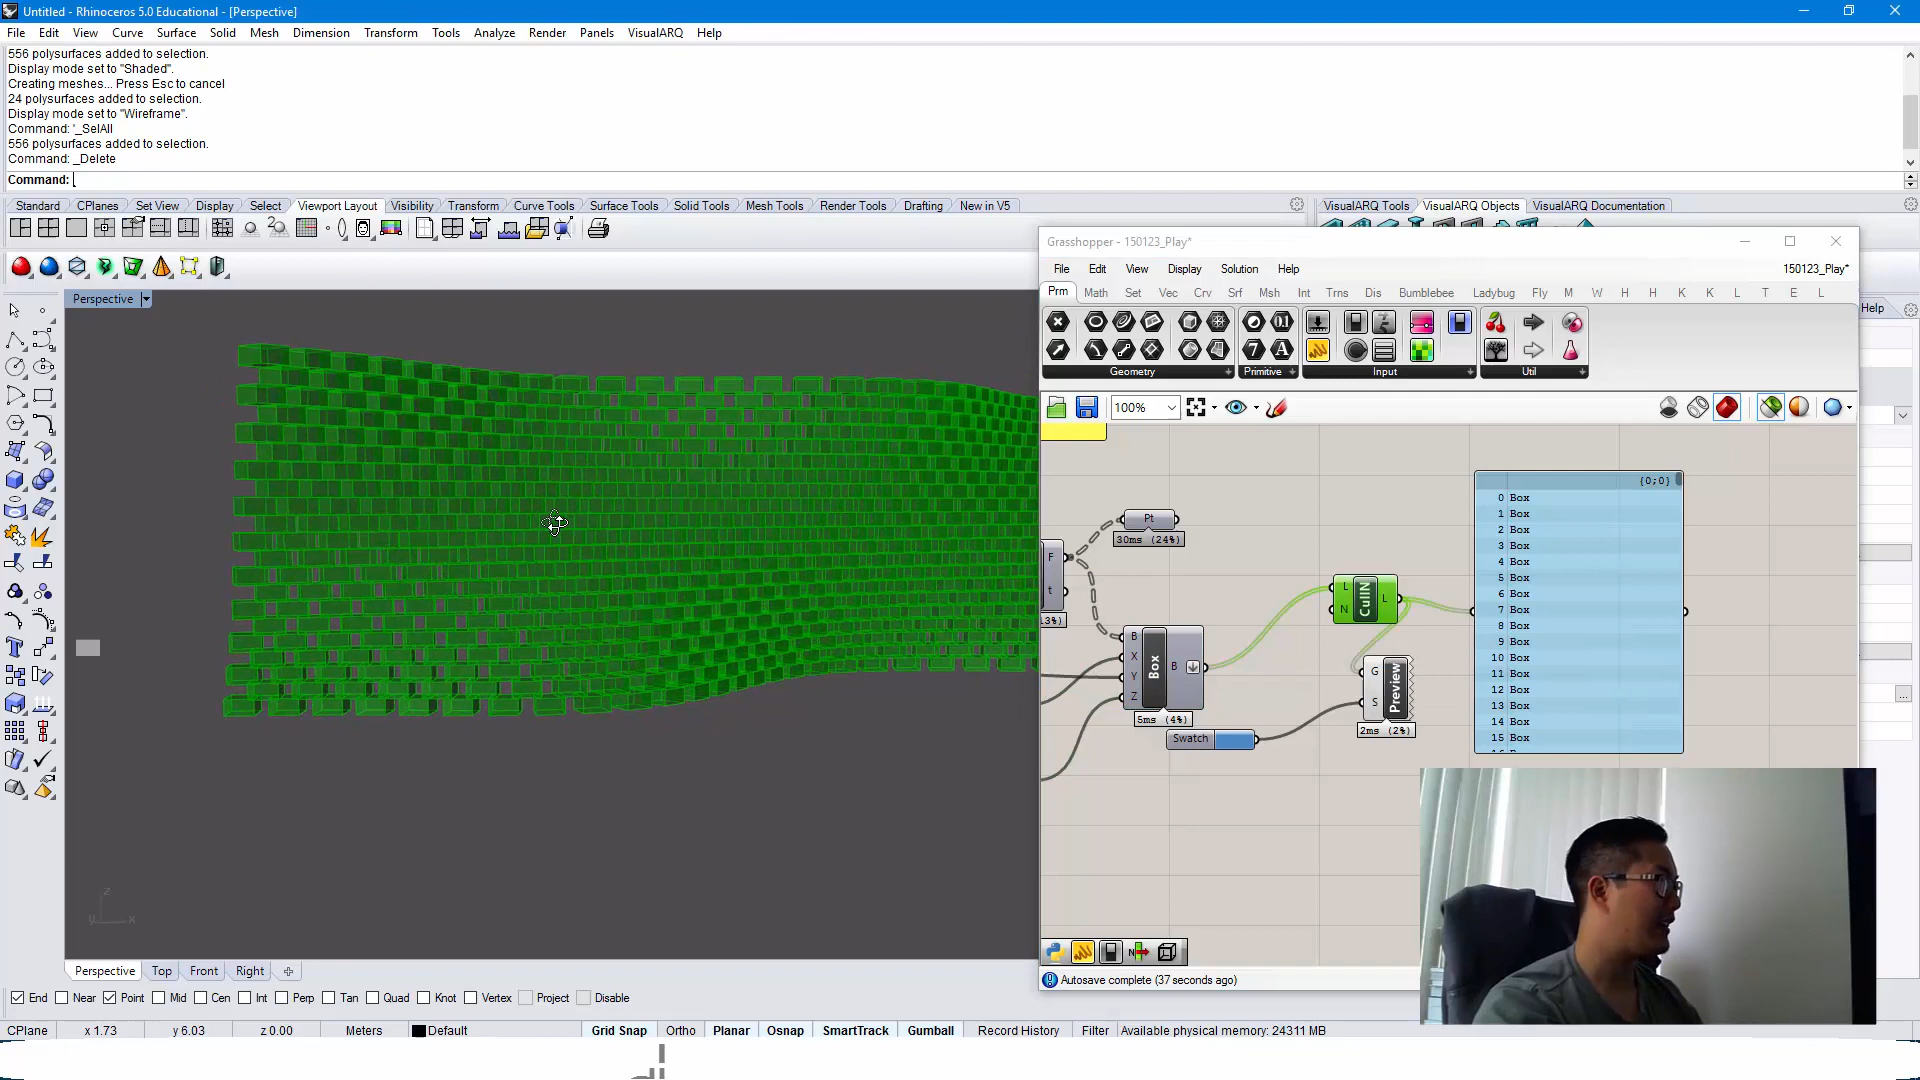 Untitled - Rhinoceros 5.0 Educational - [Perspective]
File Edit View Curve Surface Solid Mesh Dimension Transform Tools Analyze Render Panels VisualARQ Help
556 polysurfaces added to selection.
Display mode set to "Shaded".
Creating meshes... Press Esc to cancel
24 polysurfaces added to selection.
Display mode set to "Wireframe".
Command: '_SelAll
556 polysurfaces added to selection.
Command: _Delete
Command:
Standard CPlanes Set View Display Select Viewport Layout Visibility Transform Curve Tools Surface Tools Solid Tools Mesh Tools Render Tools Drafting New in V5
VisualARQ Tools VisualARQ Objects VisualARQ Documentation
Perspective
Help
Grasshopper - 150123_Play*
File Edit View Display Solution Help 150123_Play*
Prm Math Set Vec Crv Srf Msh Int Trns Dis Bumblebee Ladybug Fly M W H H K K L T E L
Geometry Primitive Input Util
100%
{0;0}
0 Box
1 Box
2 Box
3 Box
4 Box
5 Box
6 Box
7 Box
8 Box
9 Box
10 Box
11 Box
12 Box
13 Box
14 Box
15 Box
Pt
30ms (24%)
F
t
13%)
B
X
Y
Z
Box
B
5ms (4%)
Swatch
L
N
CullN
L
G
S
Preview
2ms (2%)
Autosave complete (37 seconds ago)
z
y x
Perspective Top Front Right
End Near Point Mid Cen Int Perp Tan Quad Knot Vertex Project Disable
CPlane x 1.73 y 6.03 z 0.00 Meters Default Grid Snap Ortho Planar Osnap SmartTrack Gumball Record History Filter Available physical memory: 24311 MB